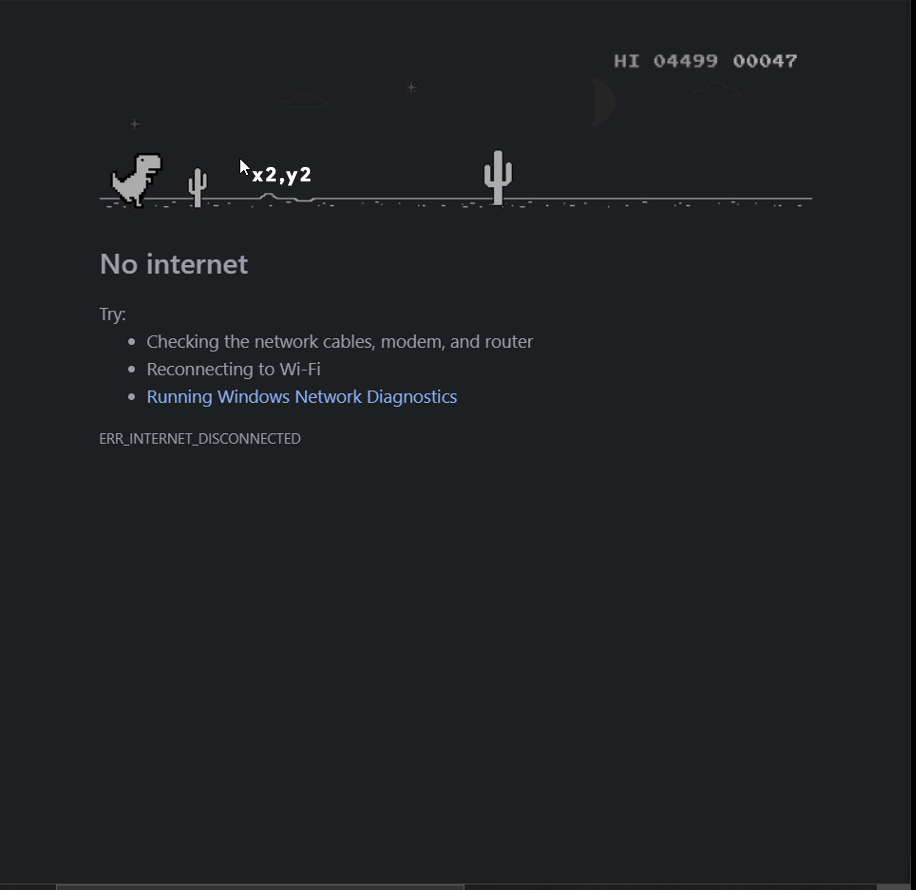 HI 04499 00047
x2,y2
No internet
Try:
Checking the network cables, modem, and router
Reconnecting to Wi-Fi
Running Windows Network Diagnostics
ERR_INTERNET_DISCONNECTED